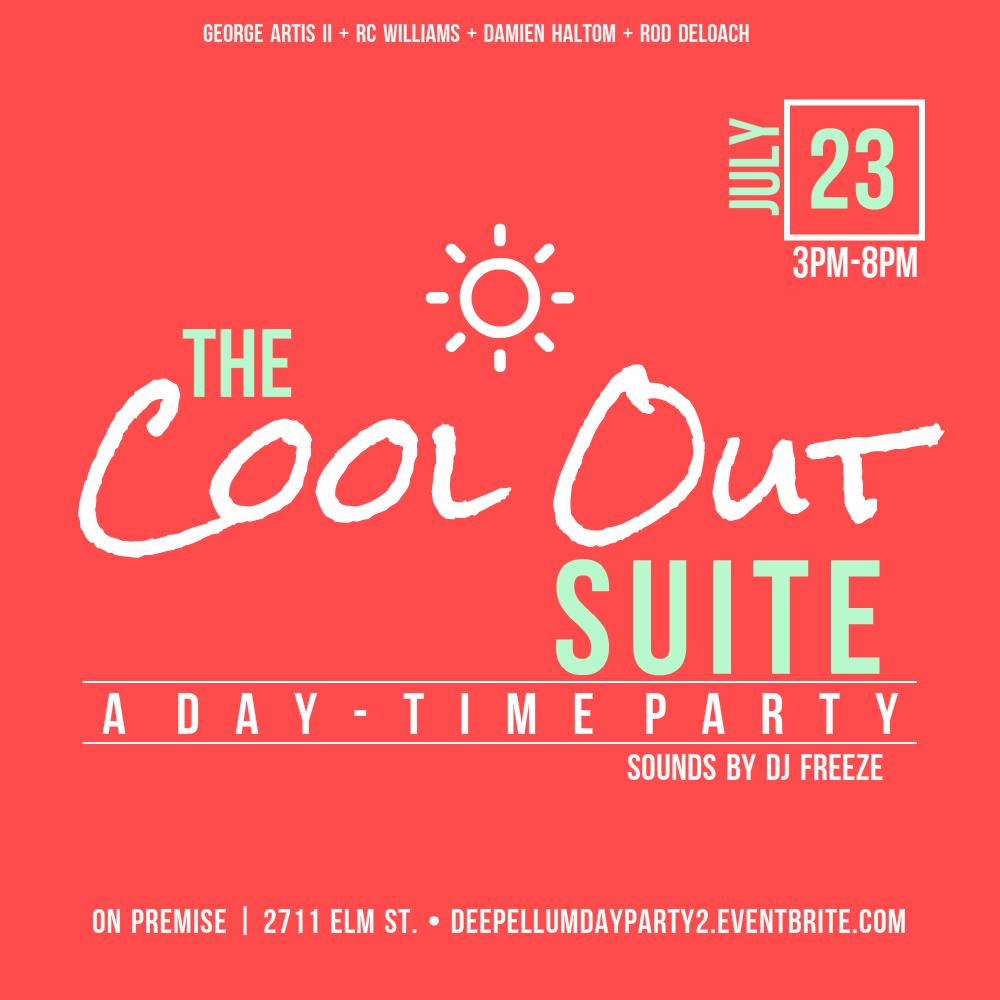 GEORGE ARTIS II + RC WILLIAMS + DAMIEN HALTOM + ROD DELOACH
JULY
23
3PM-8PM
THE
COOL OUT
SUITE
A DAY-TIME PARTY
SOUNDS BY DJ FREEZE
ON PREMISE | 2711 ELM ST. • DEEPELLUMDAYPARTY2.EVENTBRITE.COM